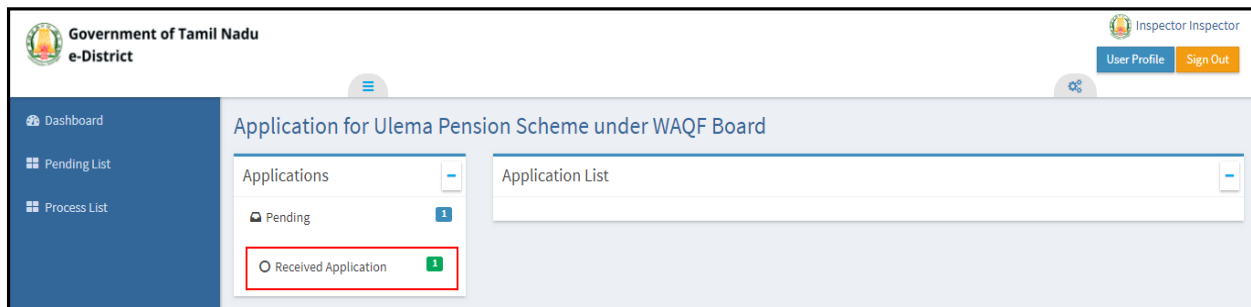 Government of Tamil Nadu
e-District
Inspector Inspector
User Profile
Sign Out
Dashboard
Pending List
Process List
Application for Ulema Pension Scheme under WAQF Board
Applications
Pending 1
Received Application 1
Application List